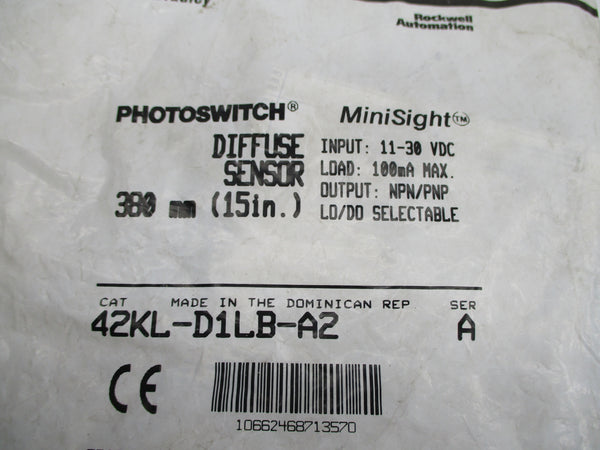 Rockwell
Automation
PHOTOSWITCH® MiniSight™
DIFFUSE
SENSOR
380 mm (15in.)
INPUT: 11-30 VDC
LOAD: 100mA MAX.
OUTPUT: NPN/PNP
LO/DO SELECTABLE
CAT MADE IN THE DOMINICAN REP SER
42KL-D1LB-A2 A
CE
10662468713570